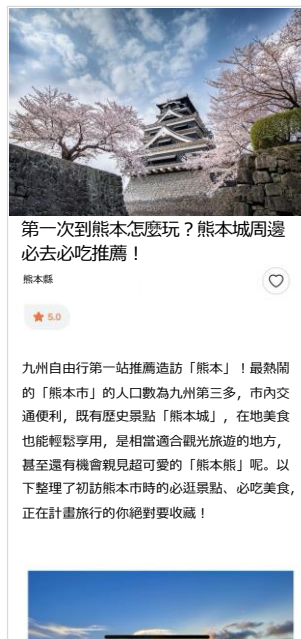 第一次到熊本怎麼玩？熊本城周邊
必去必吃推薦！
熊本縣
5.0
九州自由行第一站推薦造訪「熊本」！最熱鬧
的「熊本市」的人口數為九州第三多，市內交
通便利，既有歷史景點「熊本城」，在地美食
也能輕鬆享用，是相當適合觀光旅遊的地方，
甚至還有機會親見超可愛的「熊本熊」呢。以
下整理了初訪熊本市時的必逛景點、必吃美食，
正在計畫旅行的你絕對要收藏！